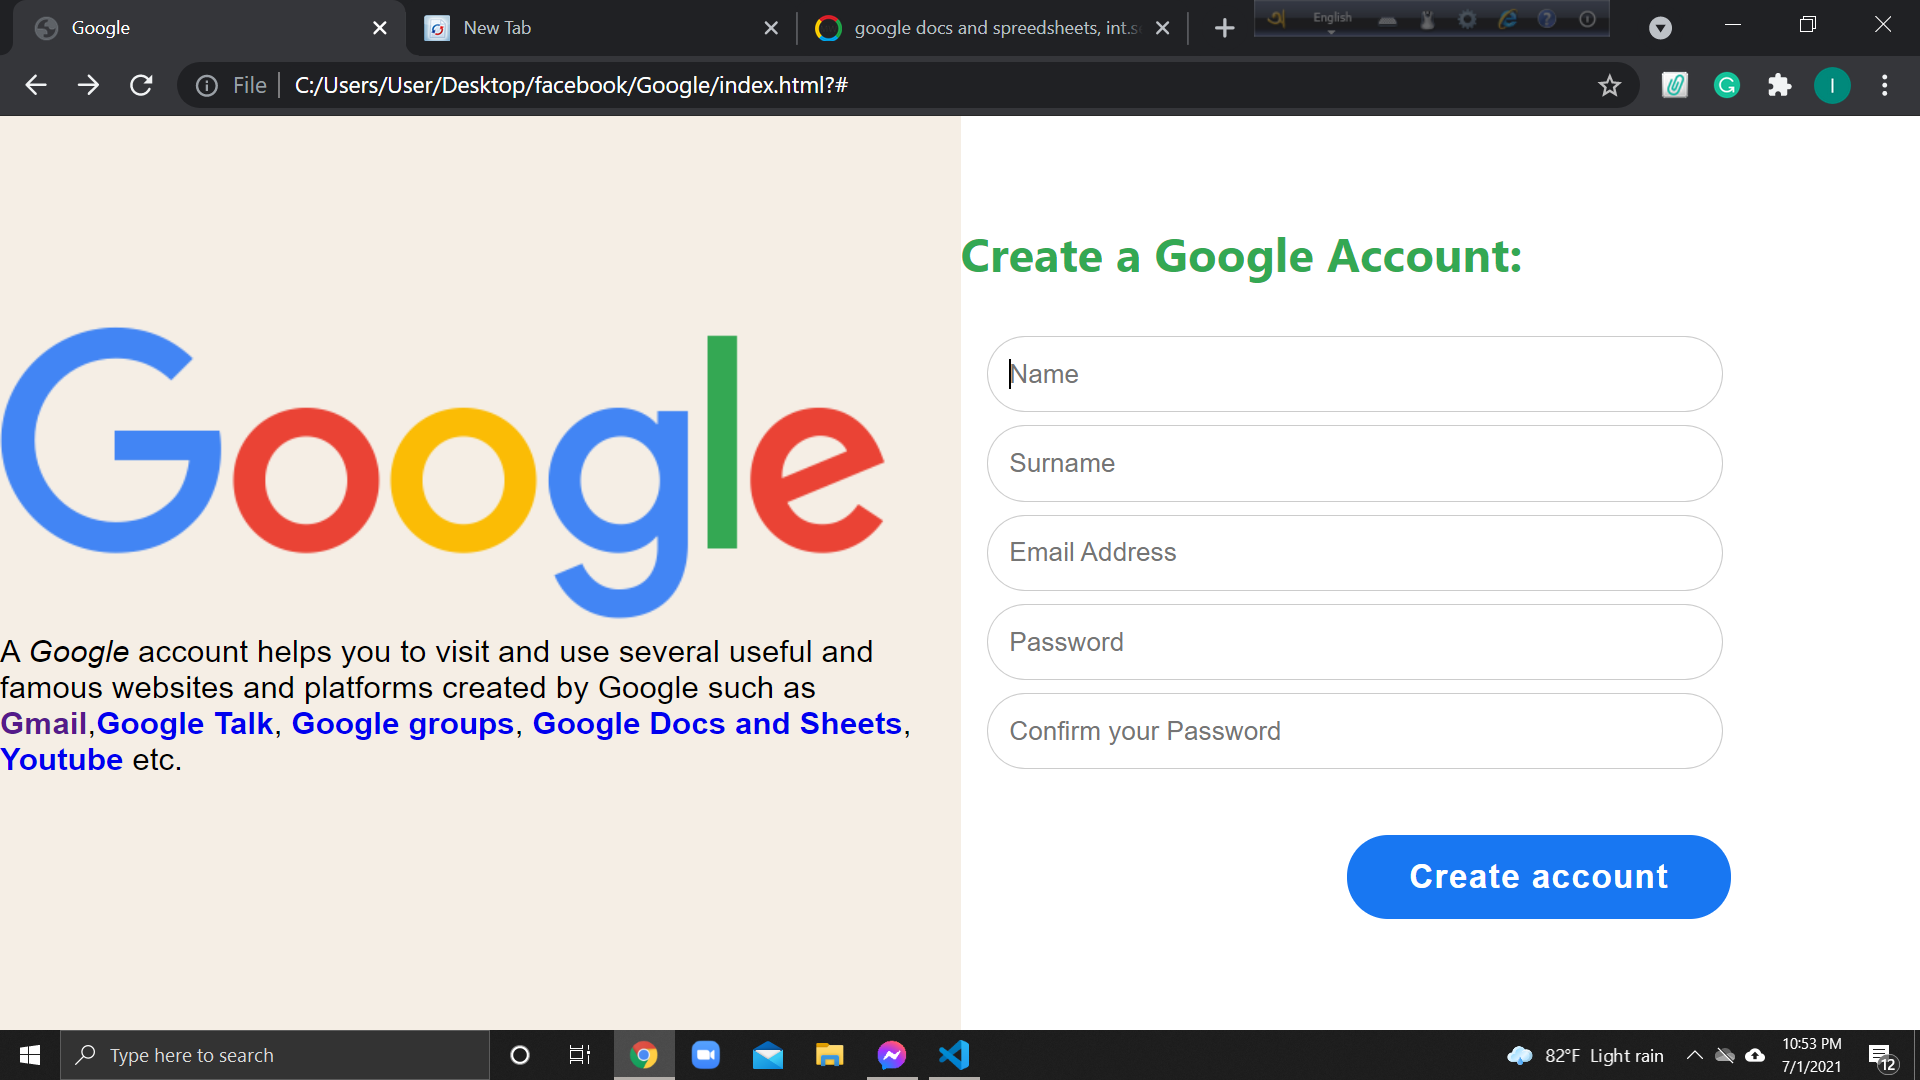 Google
New Tab
google docs and spreedsheets, int.s
English
File
C:/Users/User/Desktop/facebook/Google/index.html?#
I
Google
A Google account helps you to visit and use several useful and
famous websites and platforms created by Google such as
Gmail,Google Talk, Google groups, Google Docs and Sheets,
Youtube etc.
Create a Google Account:
Name
Surname
Email Address
Password
Confirm your Password
Create account
Type here to search
82°F Light rain
10:53 PM
7/1/2021
12